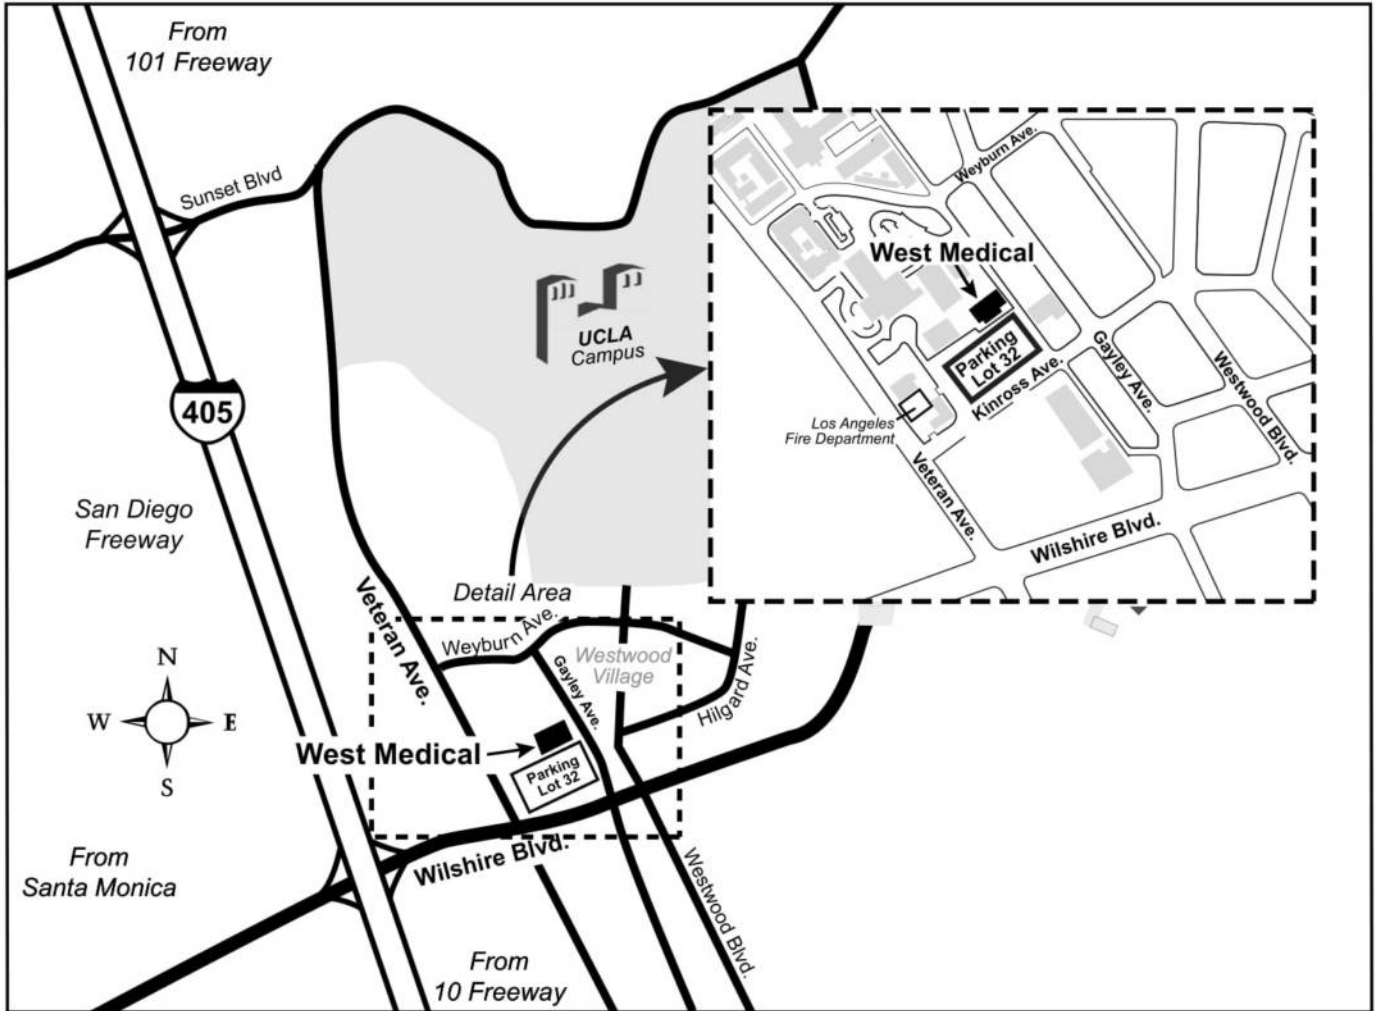 From
101 Freeway
Sunset Blvd
405
San Diego
Freeway
UCLA
Campus
Weyburn Ave.
West Medical
Parking
Lot 32
Kinross Ave.
Gayley Ave.
Westwood Blvd.
Los Angeles
Fire Department
Veteran Ave.
Wilshire Blvd.
Detail Area
Veteran Ave.
Weyburn Ave.
Westwood
Village
Gayley Ave.
Hilgard Ave.
N
W
E
S
West Medical
Parking
Lot 32
Wilshire Blvd.
Westwood Blvd.
From
Santa Monica
From
10 Freeway